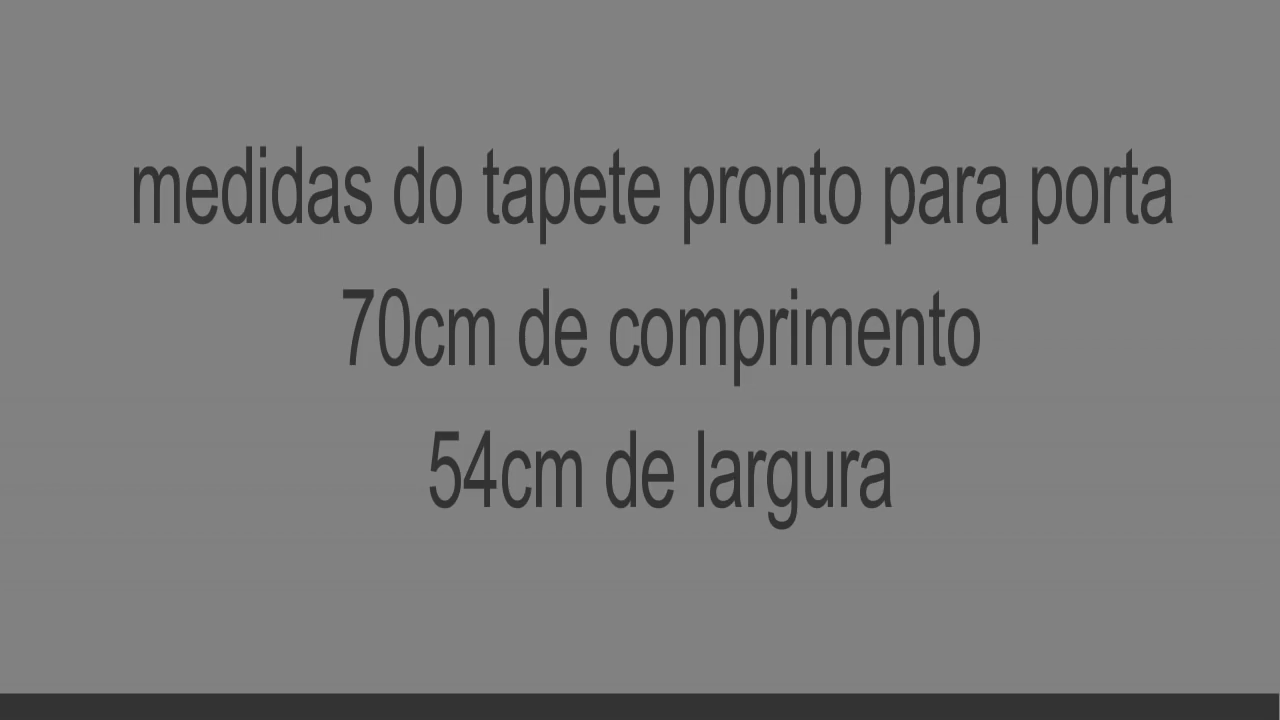 medidas do tapete pronto para porta
70cm de comprimento
54cm de largura